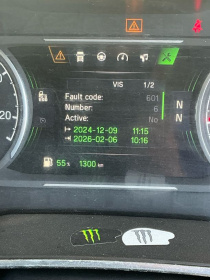 VIS 1/2
Fault code: 601
Number: 6
Active: No
2024-12-09 11:15
2026-02-06 10:16
N
N
55% 1300 km
20